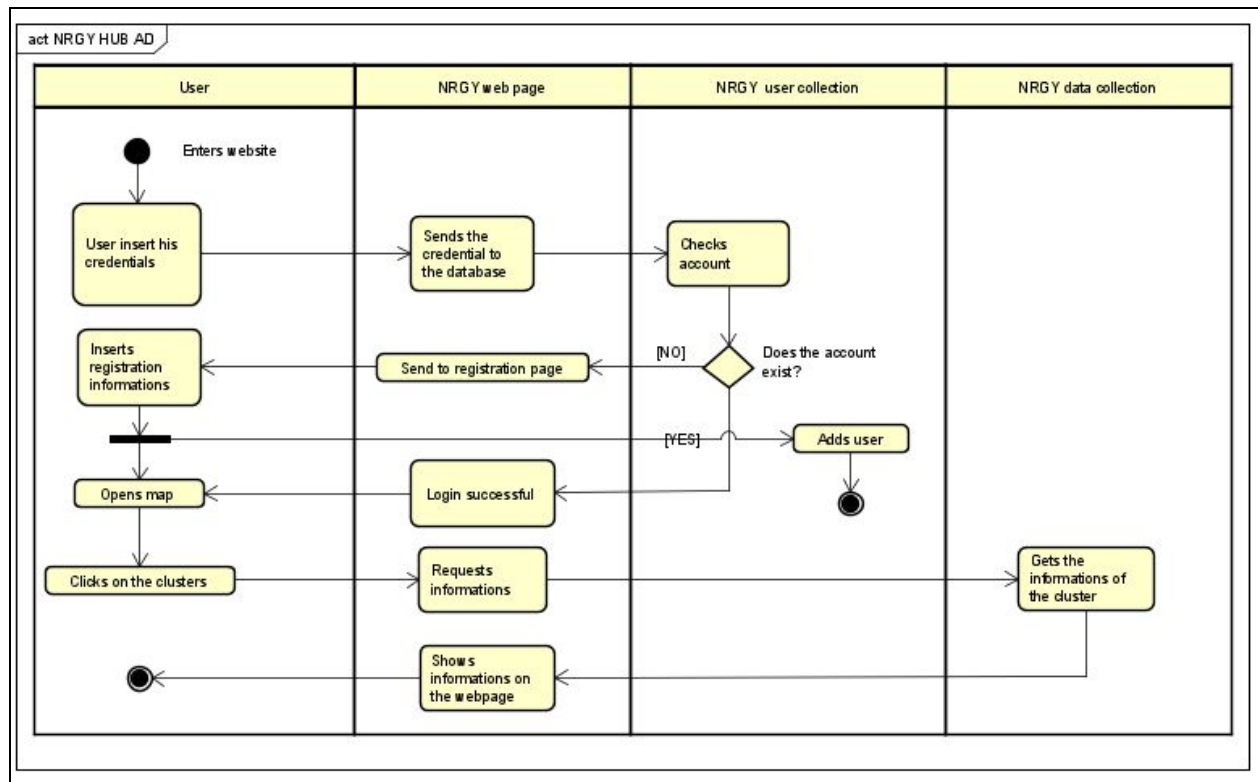 act NRGY HUB AD
User
NRGY web page
NRGY user collection
NRGY data collection
Enters website
User insert his
credentials
Sends the
credential to
the database
Checks
account
Inserts
registration
informations
Send to registration page
[NO]
Does the account
exist?
[YES]
Adds user
Opens map
Login successful
Clicks on the clusters
Requests
informations
Gets the
informations of
the cluster
Shows
informations on
the webpage